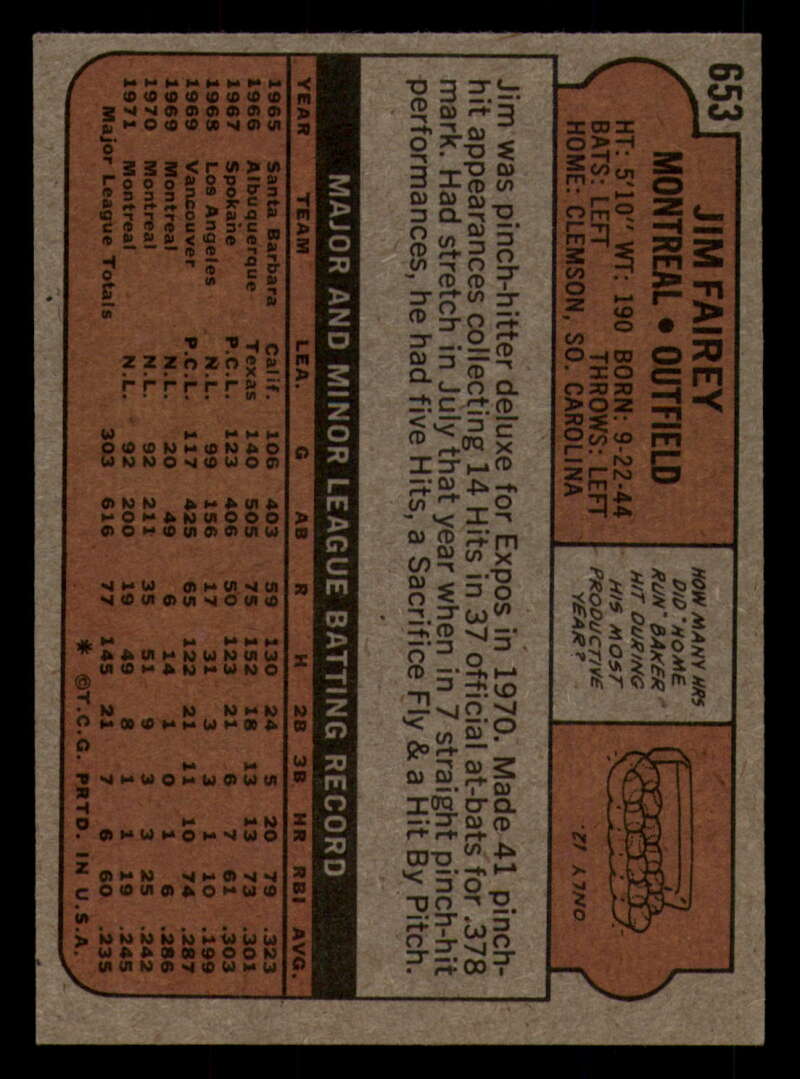 653
JIM FAIREY
MONTREAL • OUTFIELD
HT: 5'10" WT: 190 BORN: 9-22-44
BATS: LEFT THROWS: LEFT
HOME: CLEMSON, SO. CAROLINA
HOW MANY HRS
DID "HOME
RUN" BAKER
HIT DURING
HIS MOST
PRODUCTIVE
YEAR?
ONLY 12.
Jim was pinch-hitter deluxe for Expos in 1970. Made 41 pinch-
hit appearances collecting 14 Hits in 37 official at-bats for .378
mark. Had stretch in July that year when in 7 straight pinch-hit
performances, he had five Hits, a Sacrifice Fly & a Hit By Pitch.
MAJOR AND MINOR LEAGUE BATTING RECORD
YEAR TEAM LEA. G AB R H 2B 3B HR RBI AVG.
1965 Santa Barbara Calif. 106 403 59 130 24 5 20 79 .323
1966 Albuquerque Texas 140 505 75 152 18 13 13 73 .301
1967 Spokane P.C.L. 123 406 50 123 21 6 7 61 .303
1968 Los Angeles N.L. 99 156 17 31 3 3 1 10 .199
1969 Vancouver P.C.L. 117 425 65 122 21 11 10 74 .287
1969 Montreal N.L. 20 49 6 14 1 0 1 6 .286
1970 Montreal N.L. 92 211 35 51 9 3 3 25 .242
1971 Montreal N.L. 92 200 19 49 8 1 1 19 .245
Major League Totals 303 616 77 145 21 7 6 60 .235
* ©T.C.G. PRTD. IN U.S.A.